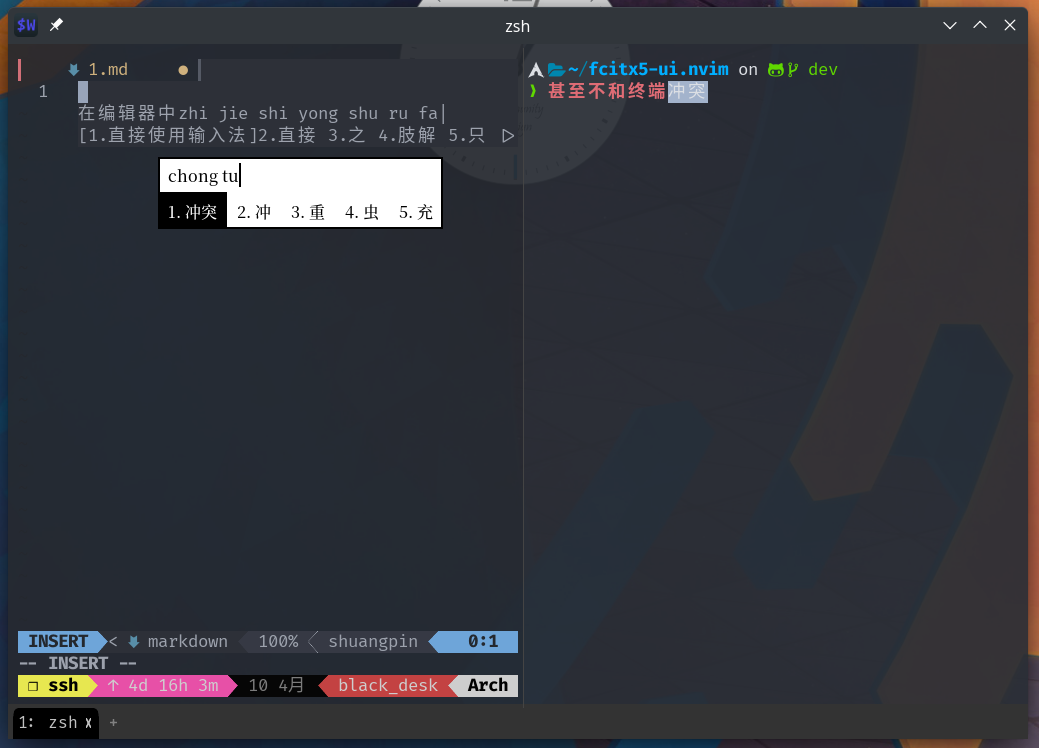 $W zsh
1.md
1
在编辑器中zhi jie shi yong shu ru fa|
[1.直接使用输入法]2.直接 3.之 4.肢解 5.只 ▷
chong tu
1. 冲突 2. 冲 3. 重 4. 虫 5. 充
~/fcitx5-ui.nvim on dev
❯ 甚至不和终端冲突
INSERT < markdown 100% shuangpin 0:1
-- INSERT --
❐ ssh ↑ 4d 16h 3m 10 4月 black_desk Arch
1: zsh +